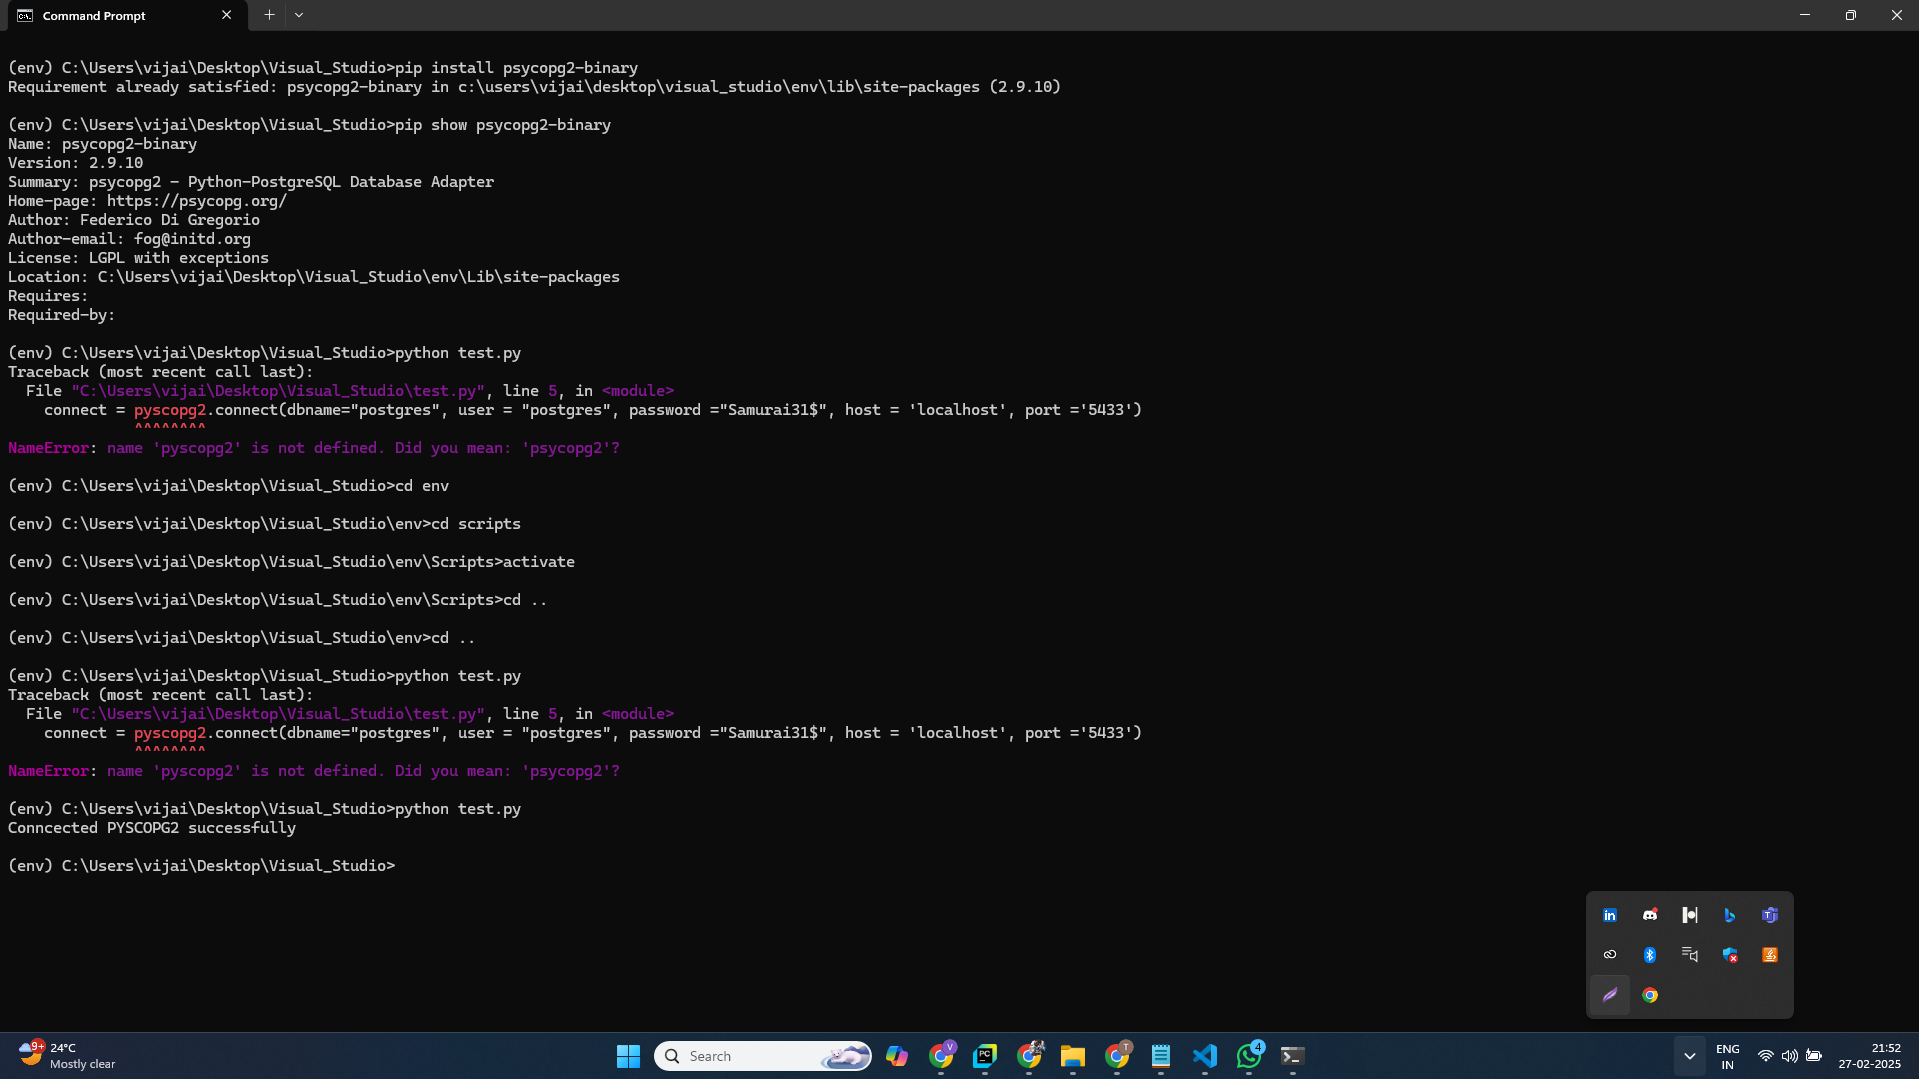 Command Prompt
(env) C:\Users\vijai\Desktop\Visual_Studio>pip install psycopg2-binary
Requirement already satisfied: psycopg2-binary in c:\users\vijai\desktop\visual_studio\env\lib\site-packages (2.9.10)
(env) C:\Users\vijai\Desktop\Visual_Studio>pip show psycopg2-binary
Name: psycopg2-binary
Version: 2.9.10
Summary: psycopg2 - Python-PostgreSQL Database Adapter
Home-page: https://psycopg.org/
Author: Federico Di Gregorio
Author-email: fog@initd.org
License: LGPL with exceptions
Location: C:\Users\vijai\Desktop\Visual_Studio\env\Lib\site-packages
Requires:
Required-by:
(env) C:\Users\vijai\Desktop\Visual_Studio>python test.py
Traceback (most recent call last):
  File "C:\Users\vijai\Desktop\Visual_Studio\test.py", line 5, in <module>
    connect = pyscopg2.connect(dbname="postgres", user = "postgres", password ="Samurai31$", host = 'localhost', port ='5433')
              ^^^^^^^^
NameError: name 'pyscopg2' is not defined. Did you mean: 'psycopg2'?
(env) C:\Users\vijai\Desktop\Visual_Studio>cd env
(env) C:\Users\vijai\Desktop\Visual_Studio\env>cd scripts
(env) C:\Users\vijai\Desktop\Visual_Studio\env\Scripts>activate
(env) C:\Users\vijai\Desktop\Visual_Studio\env\Scripts>cd ..
(env) C:\Users\vijai\Desktop\Visual_Studio\env>cd ..
(env) C:\Users\vijai\Desktop\Visual_Studio>python test.py
Traceback (most recent call last):
  File "C:\Users\vijai\Desktop\Visual_Studio\test.py", line 5, in <module>
    connect = pyscopg2.connect(dbname="postgres", user = "postgres", password ="Samurai31$", host = 'localhost', port ='5433')
              ^^^^^^^^
NameError: name 'pyscopg2' is not defined. Did you mean: 'psycopg2'?
(env) C:\Users\vijai\Desktop\Visual_Studio>python test.py
Conncected PYSCOPG2 successfully
(env) C:\Users\vijai\Desktop\Visual_Studio>
9+
24°C
Mostly clear
Search
V
PC
T
4
ENG
IN
21:52
27-02-2025